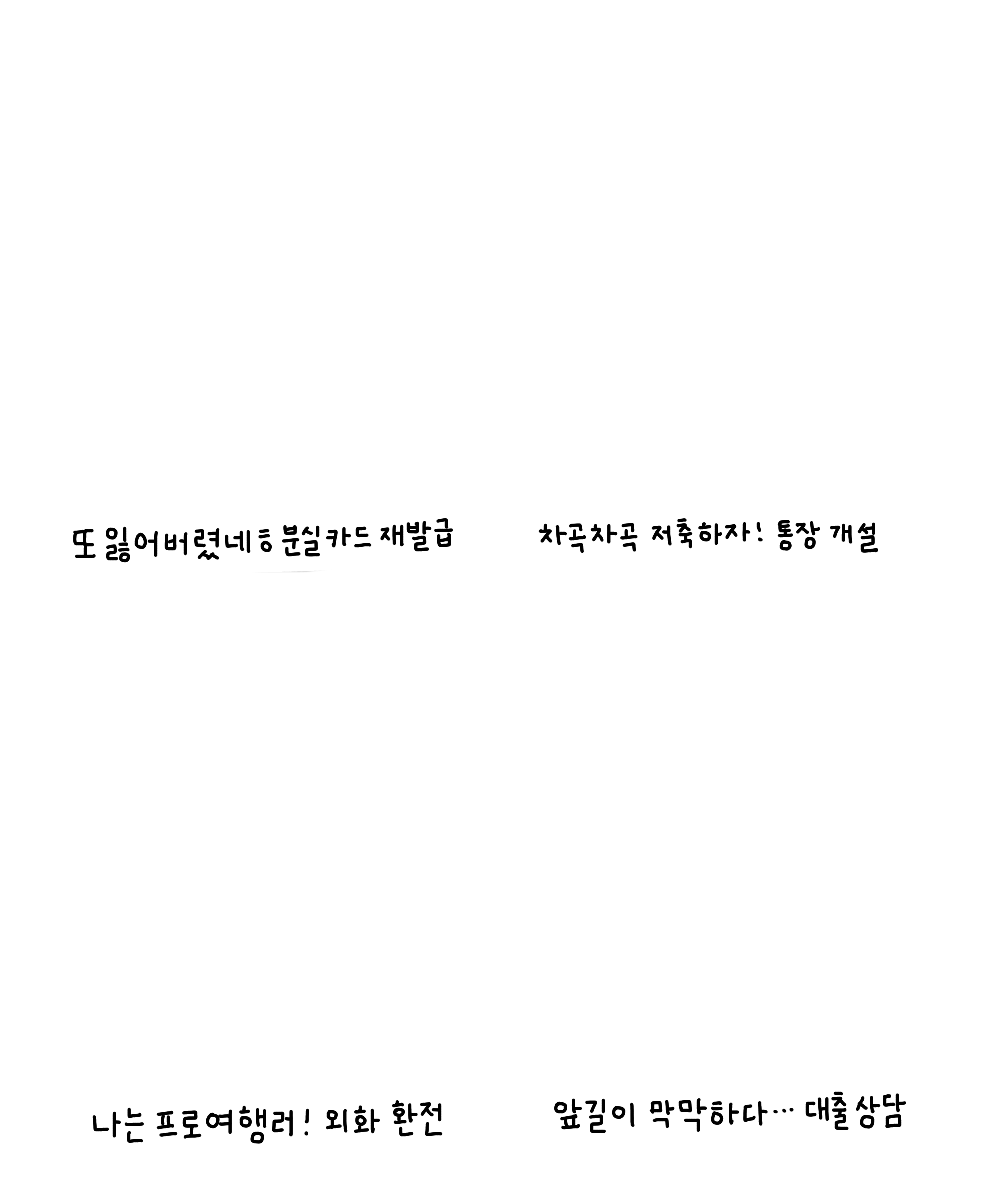 또 잃어버렸네ㅎ 분실카드 재발급
차곡차곡 저축하자! 통장 개설
나는 프로여행러! 외화 환전
앞길이 막막하다... 대출상담